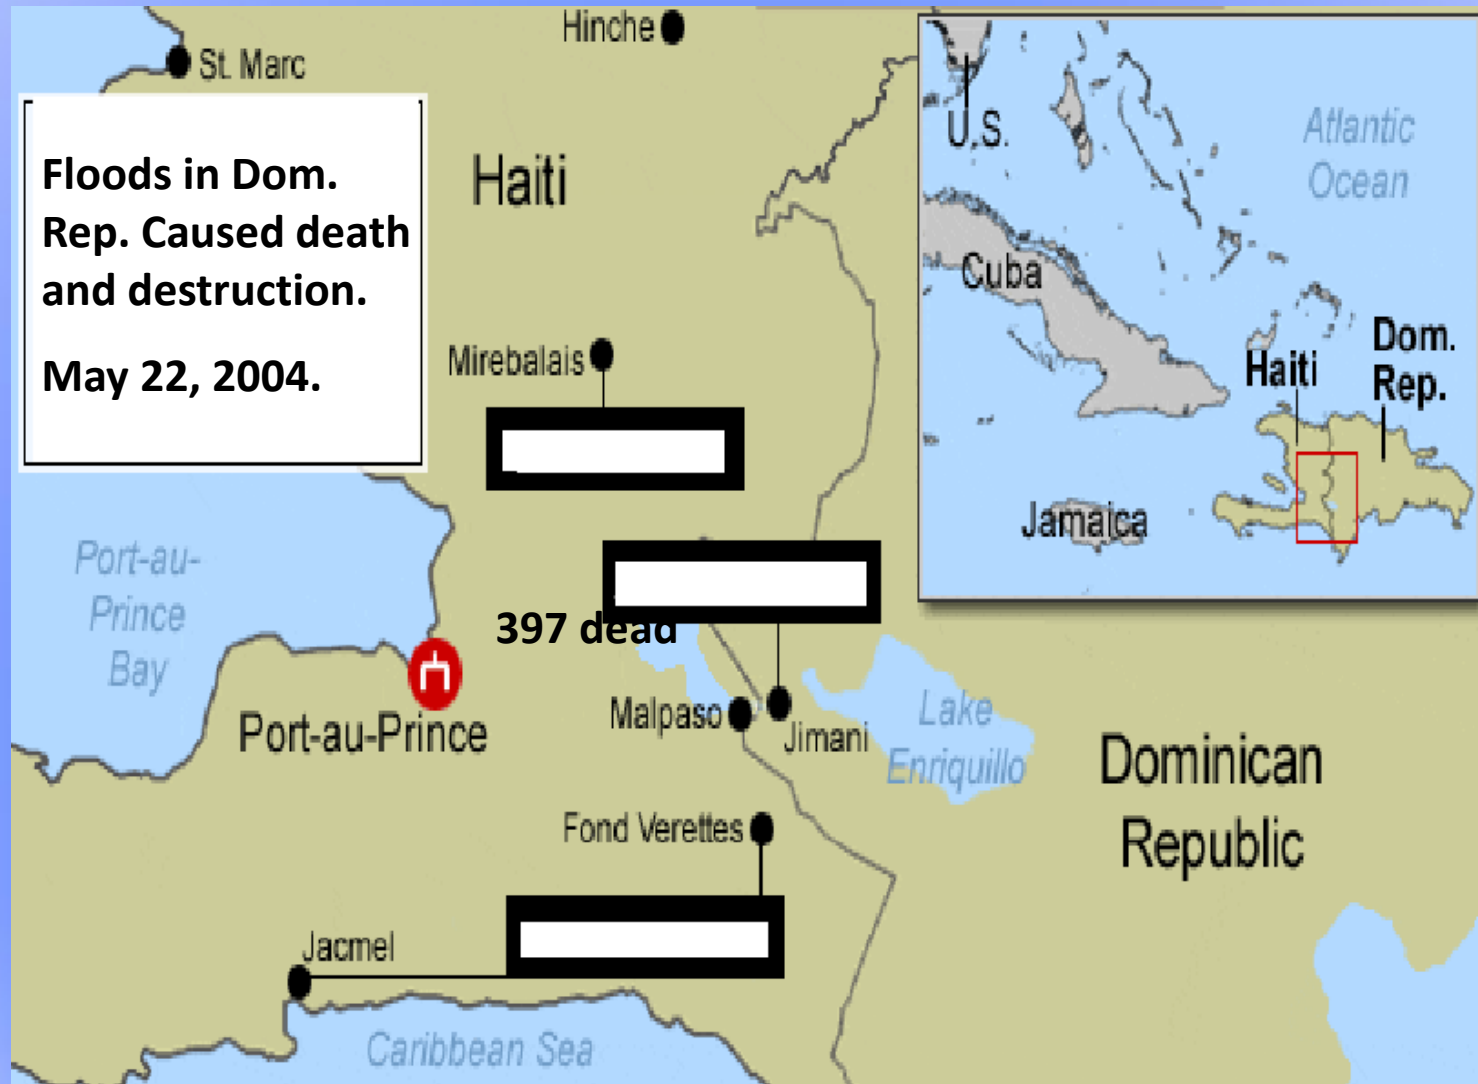 Hinche
St. Marc
Floods in Dom.
Rep. Caused death
and destruction.
May 22, 2004.
Haiti
Mirebalais
397 dead
Port-au-
Prince
Bay
Port-au-Prince
Malpaso
Jimani
Lake
Enriquillo
Dominican
Republic
Fond Verettes
Jacmel
Caribbean Sea
U.S.
Atlantic
Ocean
Cuba
Haiti
Dom.
Rep.
Jamaica